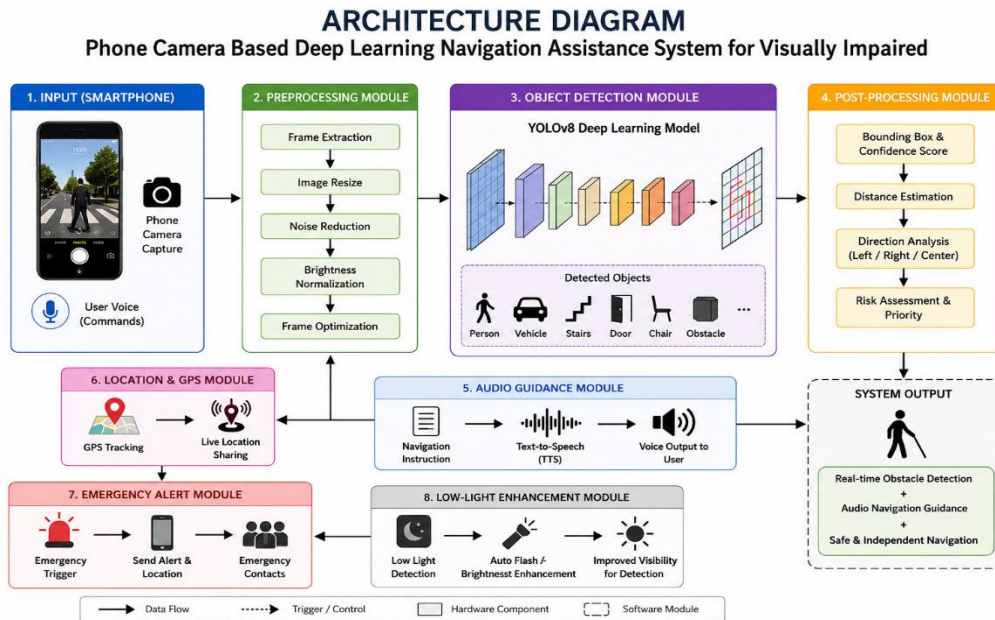 ARCHITECTURE DIAGRAM
Phone Camera Based Deep Learning Navigation Assistance System for Visually Impaired
1. INPUT (SMARTPHONE)
Phone
Camera
Capture
User Voice
(Commands)
2. PREPROCESSING MODULE
Frame Extraction
Image Resize
Noise Reduction
Brightness
Normalization
Frame Optimization
3. OBJECT DETECTION MODULE
YOLOv8 Deep Learning Model
Detected Objects
Person
Vehicle
Stairs
Door
Chair
Obstacle
...
4. POST-PROCESSING MODULE
Bounding Box &
Confidence Score
Distance Estimation
Direction Analysis
(Left / Right / Center)
Risk Assessment &
Priority
6. LOCATION & GPS MODULE
GPS Tracking
Live Location
Sharing
5. AUDIO GUIDANCE MODULE
Navigation
Instruction
Text-to-Speech
(TTS)
Voice Output to
User
SYSTEM OUTPUT
Real-time Obstacle Detection
+
Audio Navigation Guidance
+
Safe & Independent Navigation
7. EMERGENCY ALERT MODULE
Emergency
Trigger
Send Alert &
Location
Emergency
Contacts
8. LOW-LIGHT ENHANCEMENT MODULE
Low Light
Detection
Auto Flash /-
Brightnesst Enhancement
Improved Visibility
for Detection
Data Flow
Trigger / Control
Hardware Component
Software Module